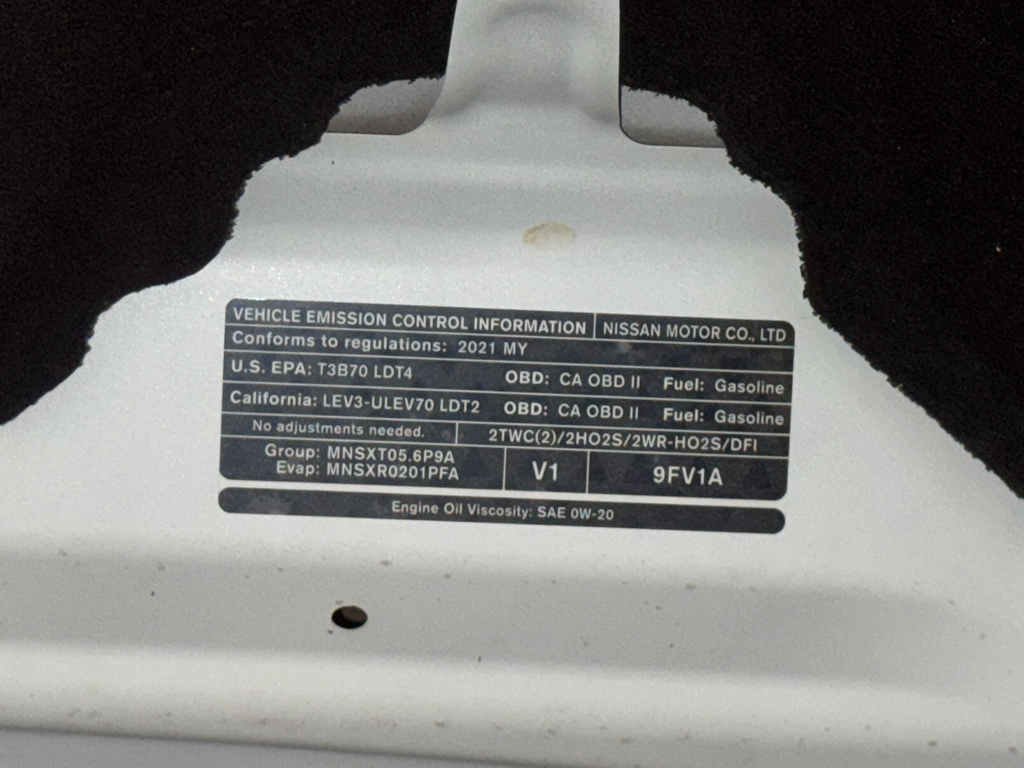 VEHICLE EMISSION CONTROL INFORMATION NISSAN MOTOR CO., LTD
Conforms to regulations: 2021 MY
U.S. EPA: T3B70 LDT4 OBD: CA OBD II Fuel: Gasoline
California: LEV3-ULEV70 LDT2 OBD: CA OBD II Fuel: Gasoline
No adjustments needed. 2TWC(2)/2HO2S/2WR-HO2S/DFI
Group: MNSXT05.6P9A
Evap: MNSXR0201PFA
V1 9FV1A
Engine Oil Viscosity: SAE 0W-20